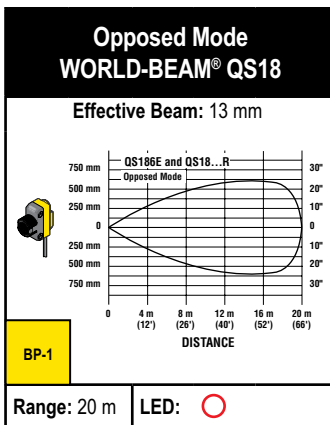 Opposed Mode
WORLD-BEAM® QS18
Effective Beam: 13 mm
QS186E and QS18...R
Opposed Mode
750 mm 30"
500 mm 20"
250 mm 10"
0 0
250 mm 10"
500 mm 20"
750 mm 30"
0 4 m 8 m 12 m 16 m 20 m
(12') (26') (40') (52') (66')
DISTANCE
BP-1
Range: 20 m LED: